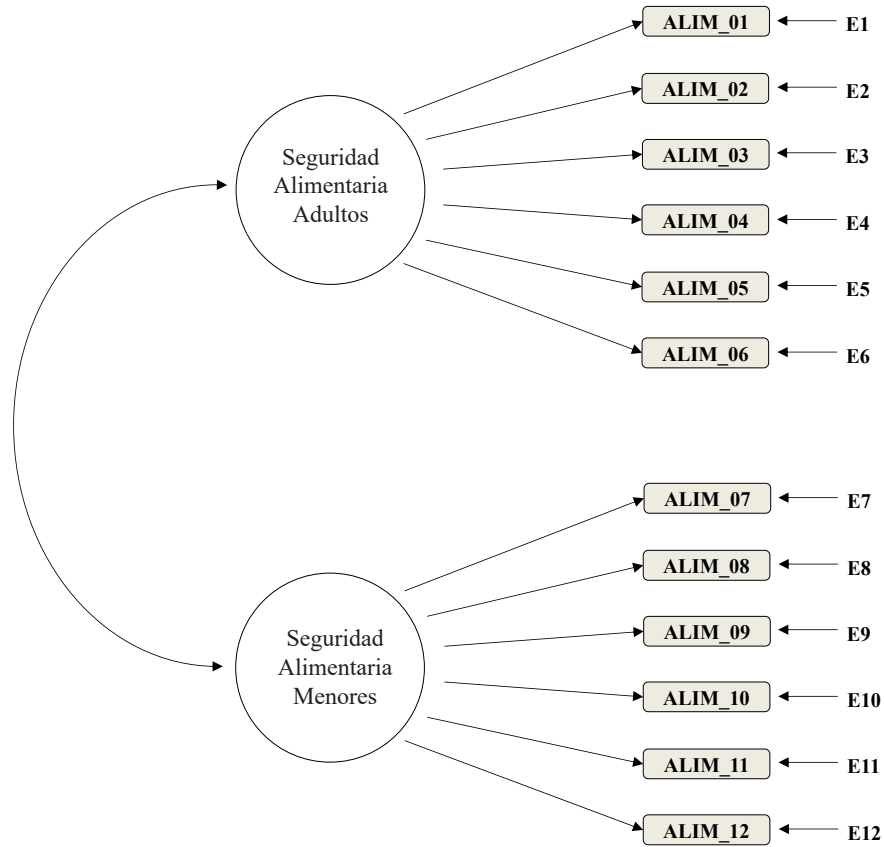 ALIM_01 E1
ALIM_02 E2
ALIM_03 E3
ALIM_04 E4
ALIM_05 E5
ALIM_06 E6
Seguridad
Alimentaria
Adultos
ALIM_07 E7
ALIM_08 E8
ALIM_09 E9
ALIM_10 E10
ALIM_11 E11
ALIM_12 E12
Seguridad
Alimentaria
Menores